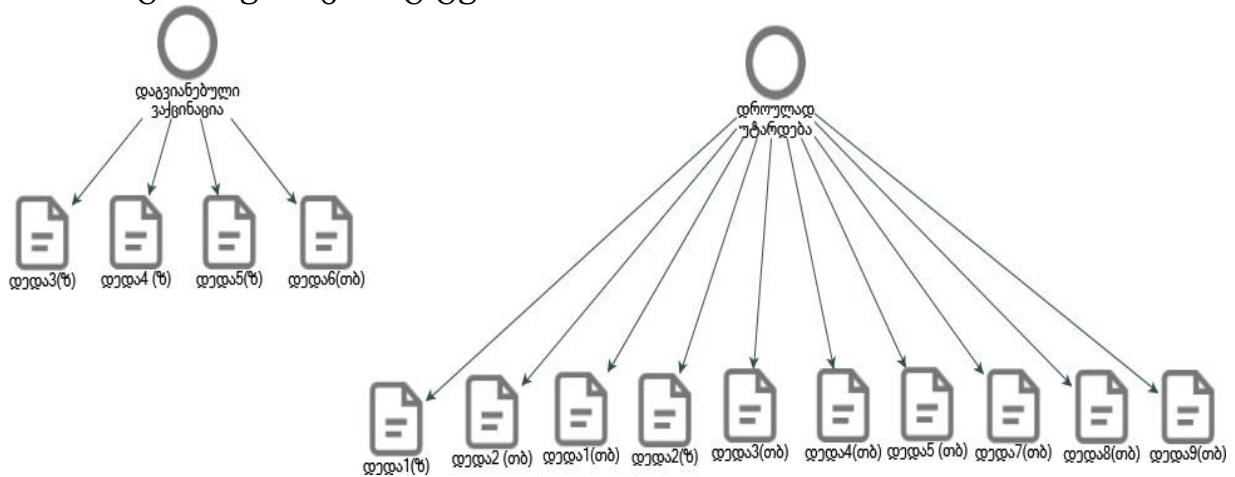 დაგვიანებული
ვაქცინაცია
დედა3(ზ)
დედა4 (ზ)
დედა5(ზ)
დედა6(თბ)
დროულად
უტარდება
დედა1(ზ)
დედა2 (თბ)
დედა1(თბ)
დედა2(ზ)
დედა3(თბ)
დედა4(თბ)
დედა5 (თბ)
დედა7(თბ)
დედა8(თბ)
დედა9(თბ)